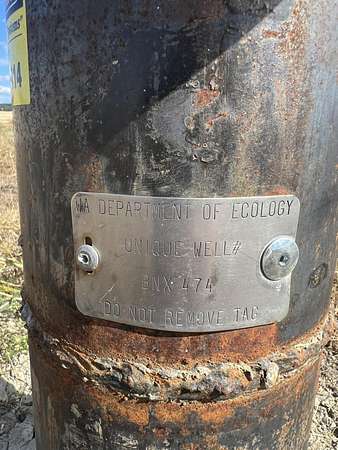 WA DEPARTMENT OF ECOLOGY
UNIQUE WELL#
BNX 474
DO NOT REMOVE TAG